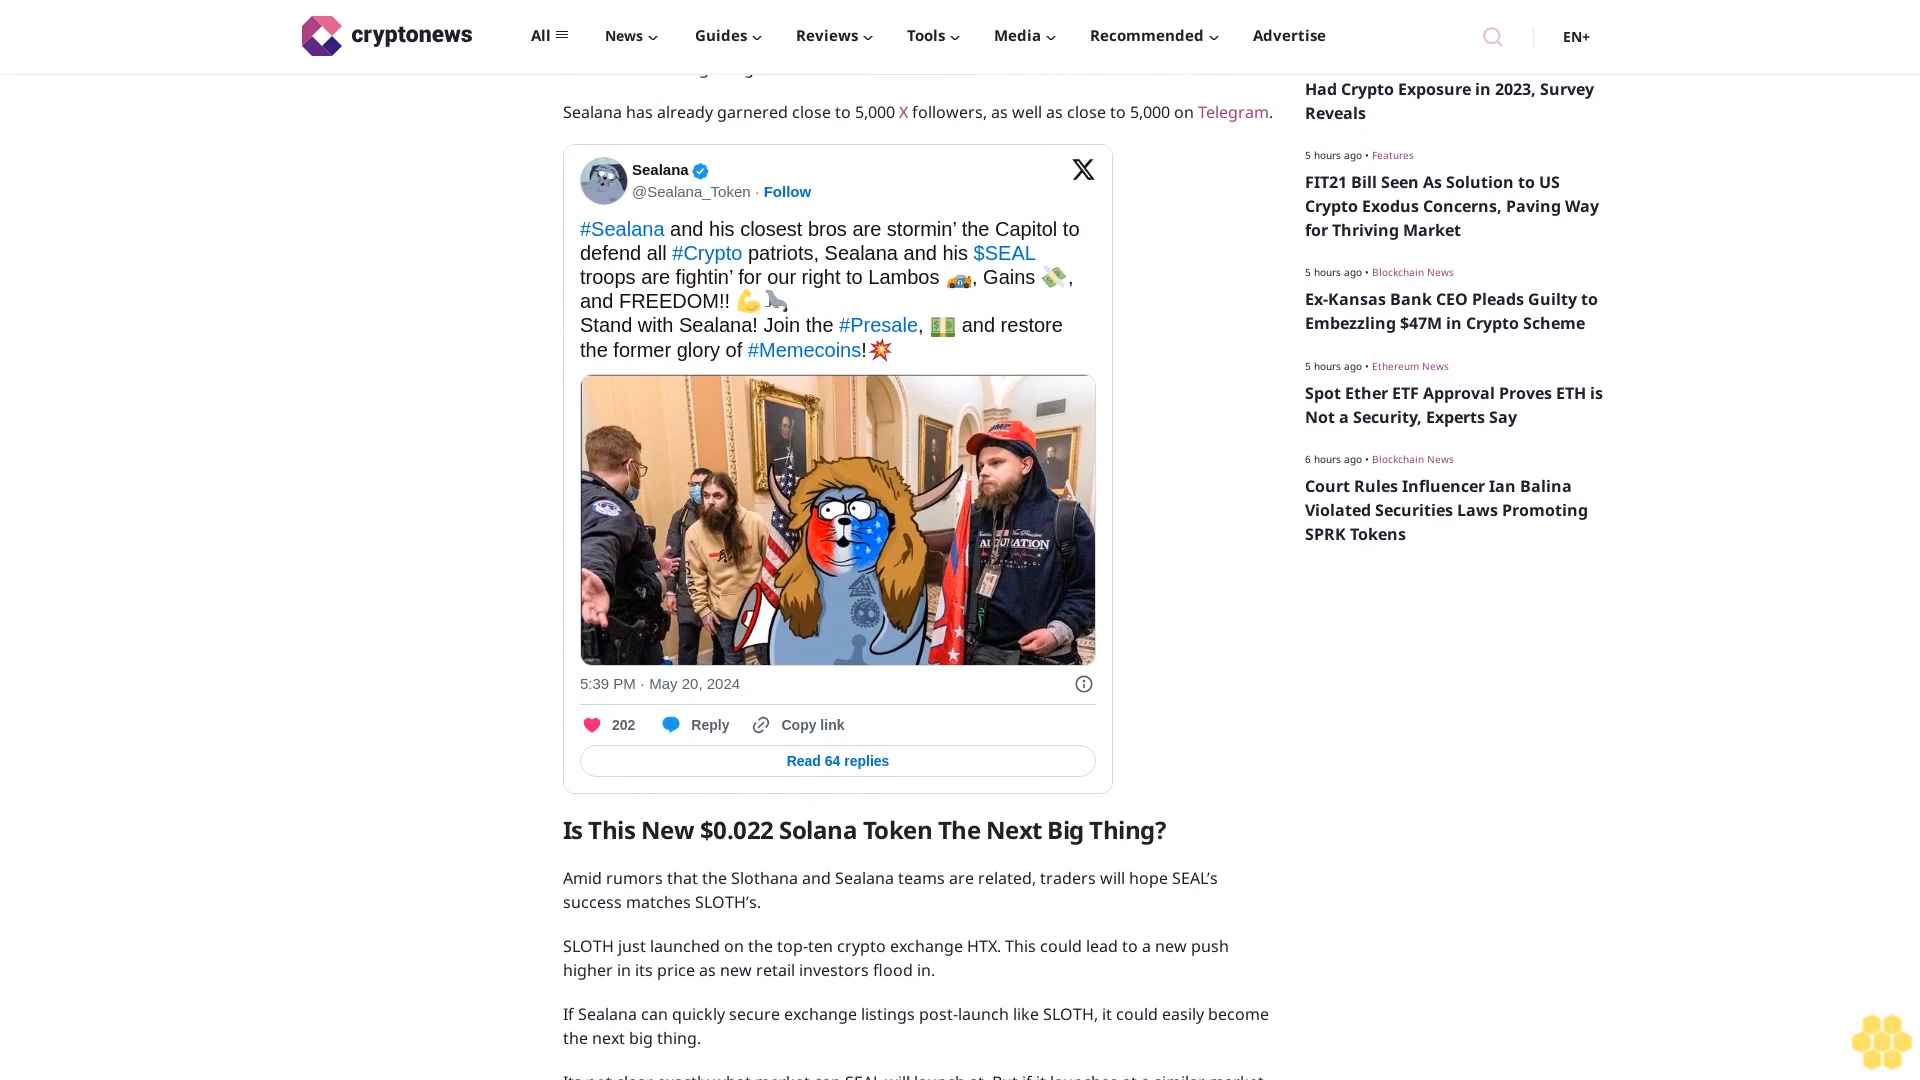 cryptonews
All
News
Guides
Reviews
Tools
Media
Recommended
Advertise
EN+
Sealana has already garnered close to 5,000 X followers, as well as close to 5,000 on Telegram.
Sealana
@Sealana_Token · Follow
#Sealana and his closest bros are stormin’ the Capitol to
defend all #Crypto patriots, Sealana and his $SEAL
troops are fightin’ for our right to Lambos 🚗, Gains 💸,
and FREEDOM!! 💪🦭
Stand with Sealana! Join the #Presale, 💵 and restore
the former glory of #Memecoins!💥
5:39 PM · May 20, 2024
202
Reply
Copy link
Read 64 replies
Is This New $0.022 Solana Token The Next Big Thing?
Amid rumors that the Slothana and Sealana teams are related, traders will hope SEAL’s
success matches SLOTH’s.
SLOTH just launched on the top-ten crypto exchange HTX. This could lead to a new push
higher in its price as new retail investors flood in.
If Sealana can quickly secure exchange listings post-launch like SLOTH, it could easily become
the next big thing.
Had Crypto Exposure in 2023, Survey
Reveals
5 hours ago • Features
FIT21 Bill Seen As Solution to US
Crypto Exodus Concerns, Paving Way
for Thriving Market
5 hours ago • Blockchain News
Ex-Kansas Bank CEO Pleads Guilty to
Embezzling $47M in Crypto Scheme
5 hours ago • Ethereum News
Spot Ether ETF Approval Proves ETH is
Not a Security, Experts Say
6 hours ago • Blockchain News
Court Rules Influencer Ian Balina
Violated Securities Laws Promoting
SPRK Tokens